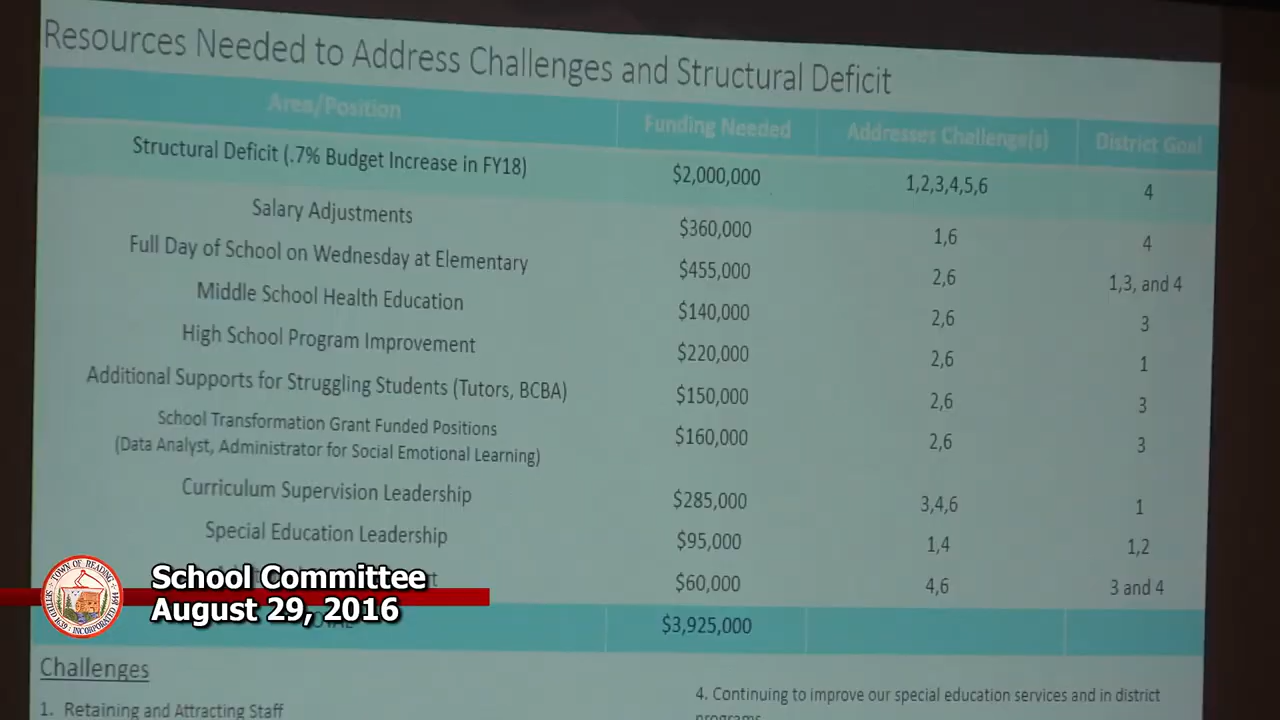 Resources Needed to Address Challenges and Structural Deficit
Area/Position Funding Needed Addresses Challenge(s) District Goal
Structural Deficit (.7% Budget Increase in FY18) $2,000,000 1,2,3,4,5,6 4
Salary Adjustments $360,000 1,6 4
Full Day of School on Wednesday at Elementary $455,000 2,6 1,3, and 4
Middle School Health Education $140,000 2,6 3
High School Program Improvement $220,000 2,6 1
Additional Supports for Struggling Students (Tutors, BCBA) $150,000 2,6 3
School Transformation Grant Funded Positions
(Data Analyst, Administrator for Social Emotional Learning) $160,000 2,6 3
Curriculum Supervision Leadership $285,000 3,4,6 1
Special Education Leadership $95,000 1,4 1,2
$60,000 4,6 3 and 4
$3,925,000
School Committee
August 29, 2016
TOWN OF READING
SETTLED 1639 INCORPORATED 1644
Challenges
1. Retaining and Attracting Staff
4. Continuing to improve our special education services and in district
programs